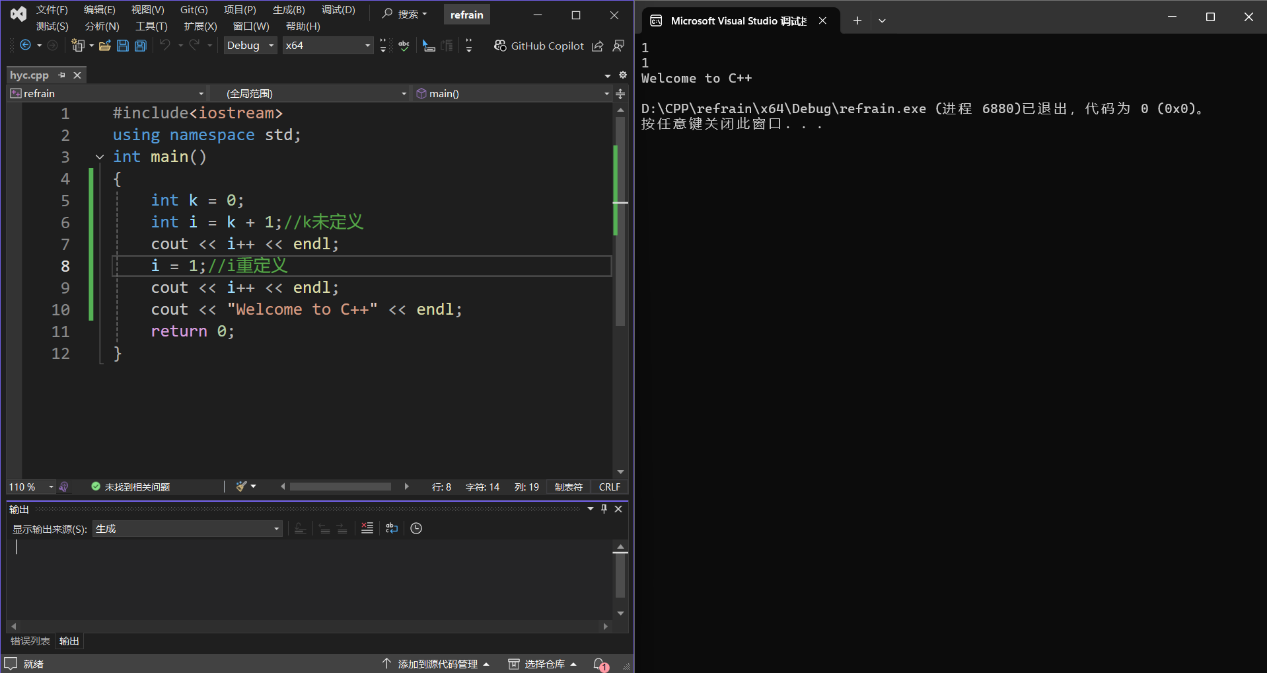 文件(F) 编辑(E) 视图(V) Git(G) 项目(P) 生成(B) 调试(D) 搜索 refrain
测试(S) 分析(N) 工具(T) 扩展(X) 窗口(W) 帮助(H)
Debug x64 GitHub Copilot
hyc.cpp
refrain (全局范围) main()
1 #include<iostream>
2 using namespace std;
3 int main()
4 {
5 int k = 0;
6 int i = k + 1;//k未定义
7 cout << i++ << endl;
8 i = 1;//i重定义
9 cout << i++ << endl;
10 cout << "Welcome to C++" << endl;
11 return 0;
12 }
110 % 未找到相关问题 行: 8 字符: 14 列: 19 制表符 CRLF
输出
显示输出来源(S): 生成
错误列表 输出
就绪 添加到源代码管理 选择仓库 1
Microsoft Visual Studio 调试
1
1
Welcome to C++
D:\CPP\refrain\x64\Debug\refrain.exe (进程 6880)已退出，代码为 0 (0x0)。
按任意键关闭此窗口. . .